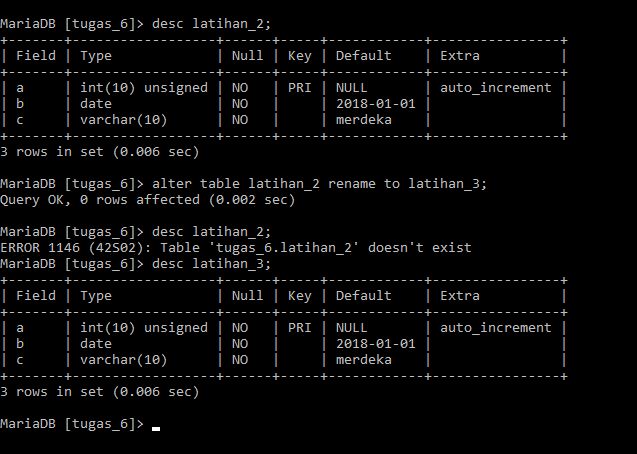 MariaDB [tugas_6]> desc latihan_2;
+-------+------------------+------+-----+------------+----------------+
| Field | Type             | Null | Key | Default    | Extra          |
+-------+------------------+------+-----+------------+----------------+
| a     | int(10) unsigned | NO   | PRI | NULL       | auto_increment |
| b     | date             | NO   |     | 2018-01-01 |                |
| c     | varchar(10)      | NO   |     | merdeka    |                |
+-------+------------------+------+-----+------------+----------------+
3 rows in set (0.006 sec)
MariaDB [tugas_6]> alter table latihan_2 rename to latihan_3;
Query OK, 0 rows affected (0.002 sec)
MariaDB [tugas_6]> desc latihan_2;
ERROR 1146 (42S02): Table 'tugas_6.latihan_2' doesn't exist
MariaDB [tugas_6]> desc latihan_3;
+-------+------------------+------+-----+------------+----------------+
| Field | Type             | Null | Key | Default    | Extra          |
+-------+------------------+------+-----+------------+----------------+
| a     | int(10) unsigned | NO   | PRI | NULL       | auto_increment |
| b     | date             | NO   |     | 2018-01-01 |                |
| c     | varchar(10)      | NO   |     | merdeka    |                |
+-------+------------------+------+-----+------------+----------------+
3 rows in set (0.006 sec)
MariaDB [tugas_6]> _